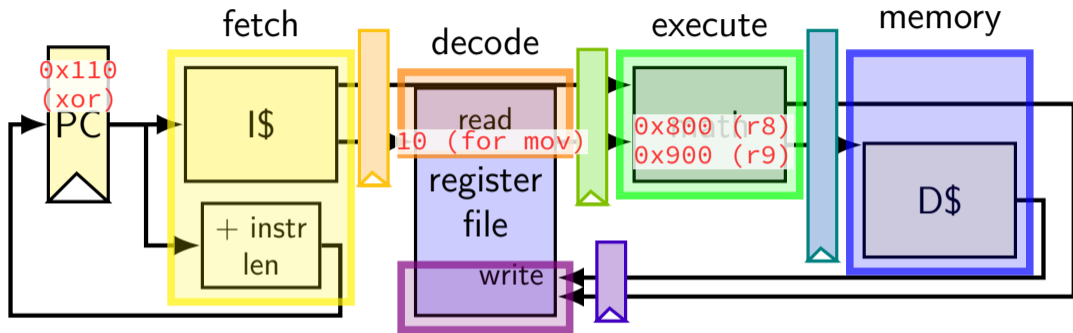 fetch
decode
execute
memory
0x110
(xor)
PC
I$
+ instr
len
read
10 (for mov)
register
file
write
0x800 (r8)
0x900 (r9)
math
D$